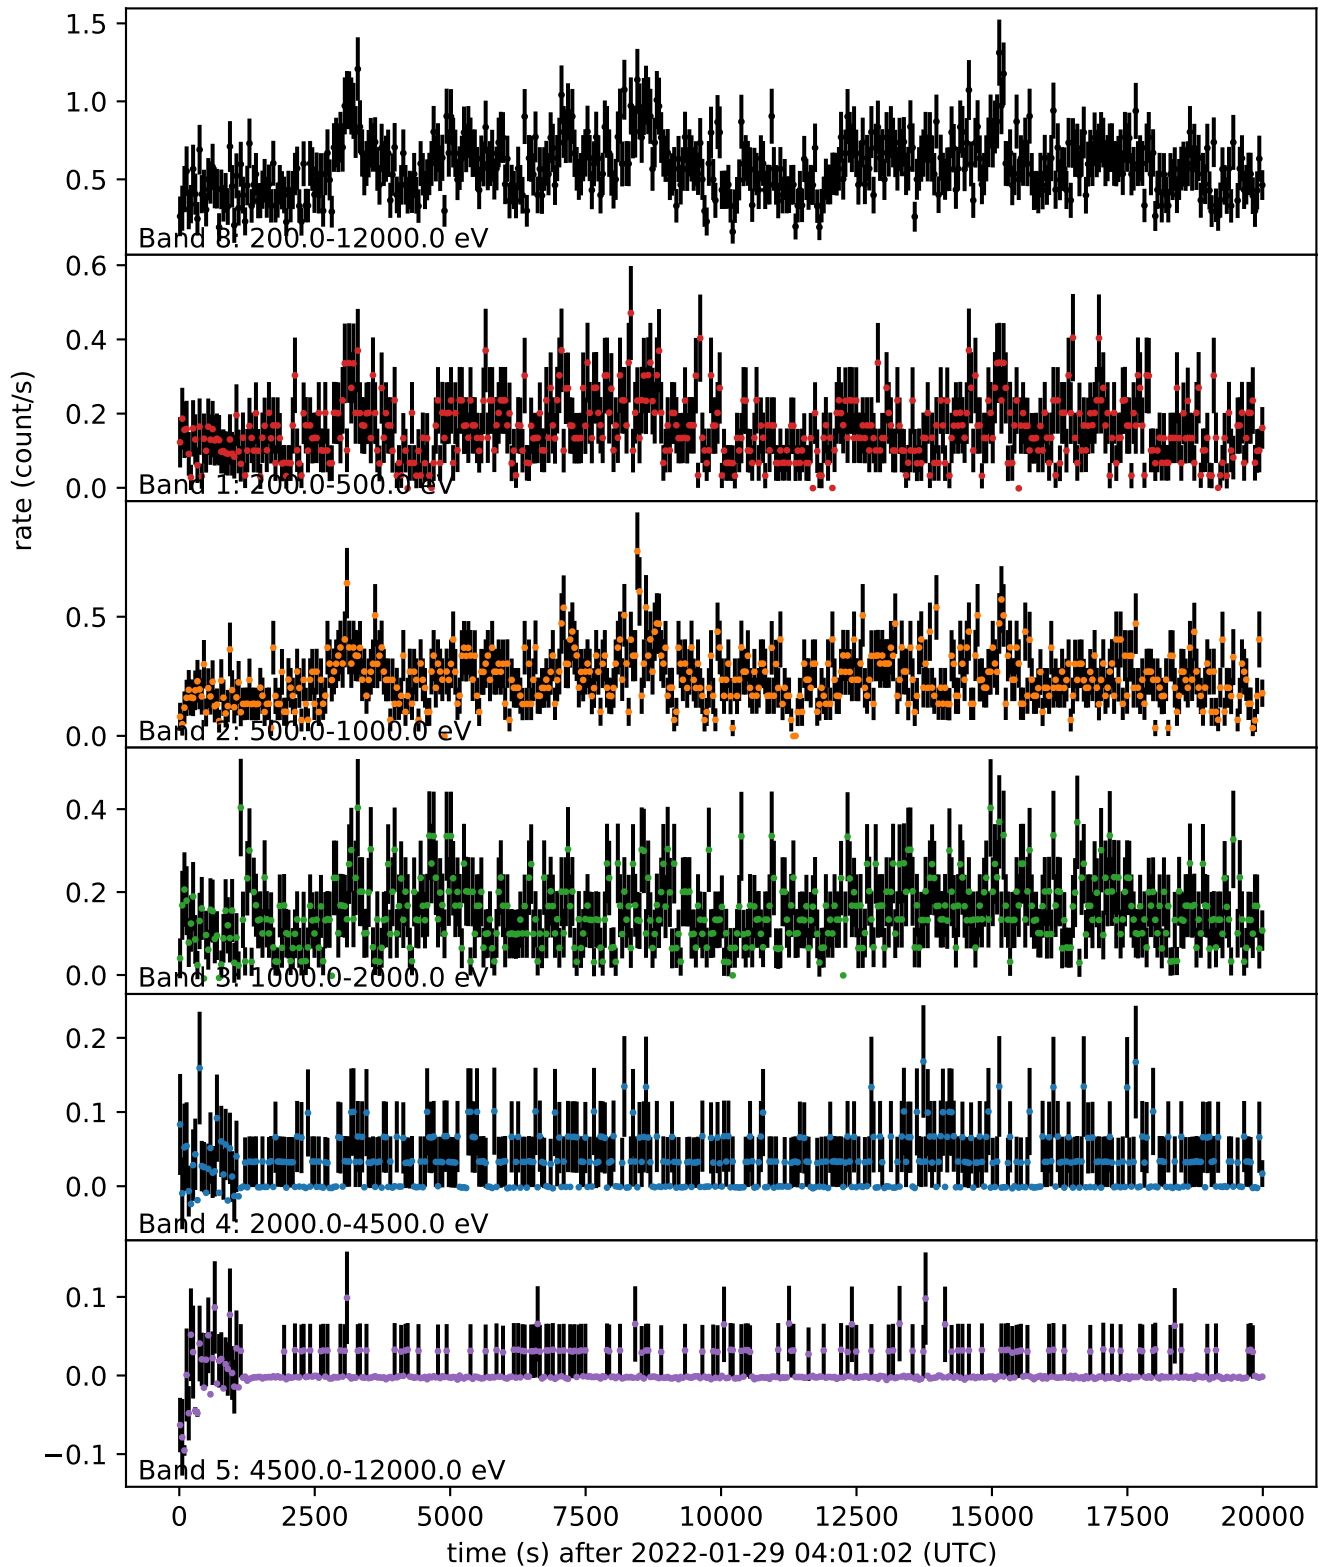 1.5
1.0
0.5
Band 8: 200.0-12000.0 eV
0.6
0.4
0.2
0.0
Band 1: 200.0-500.0 eV
rate (count/s)
0.5
0.0
Band 2: 500.0-1000.0 eV
0.4
0.2
0.0
Band 3: 1000.0-2000.0 eV
0.2
0.1
0.0
Band 4: 2000.0-4500.0 eV
0.1
0.0
−0.1
Band 5: 4500.0-12000.0 eV
0 2500 5000 7500 10000 12500 15000 17500 20000
time (s) after 2022-01-29 04:01:02 (UTC)